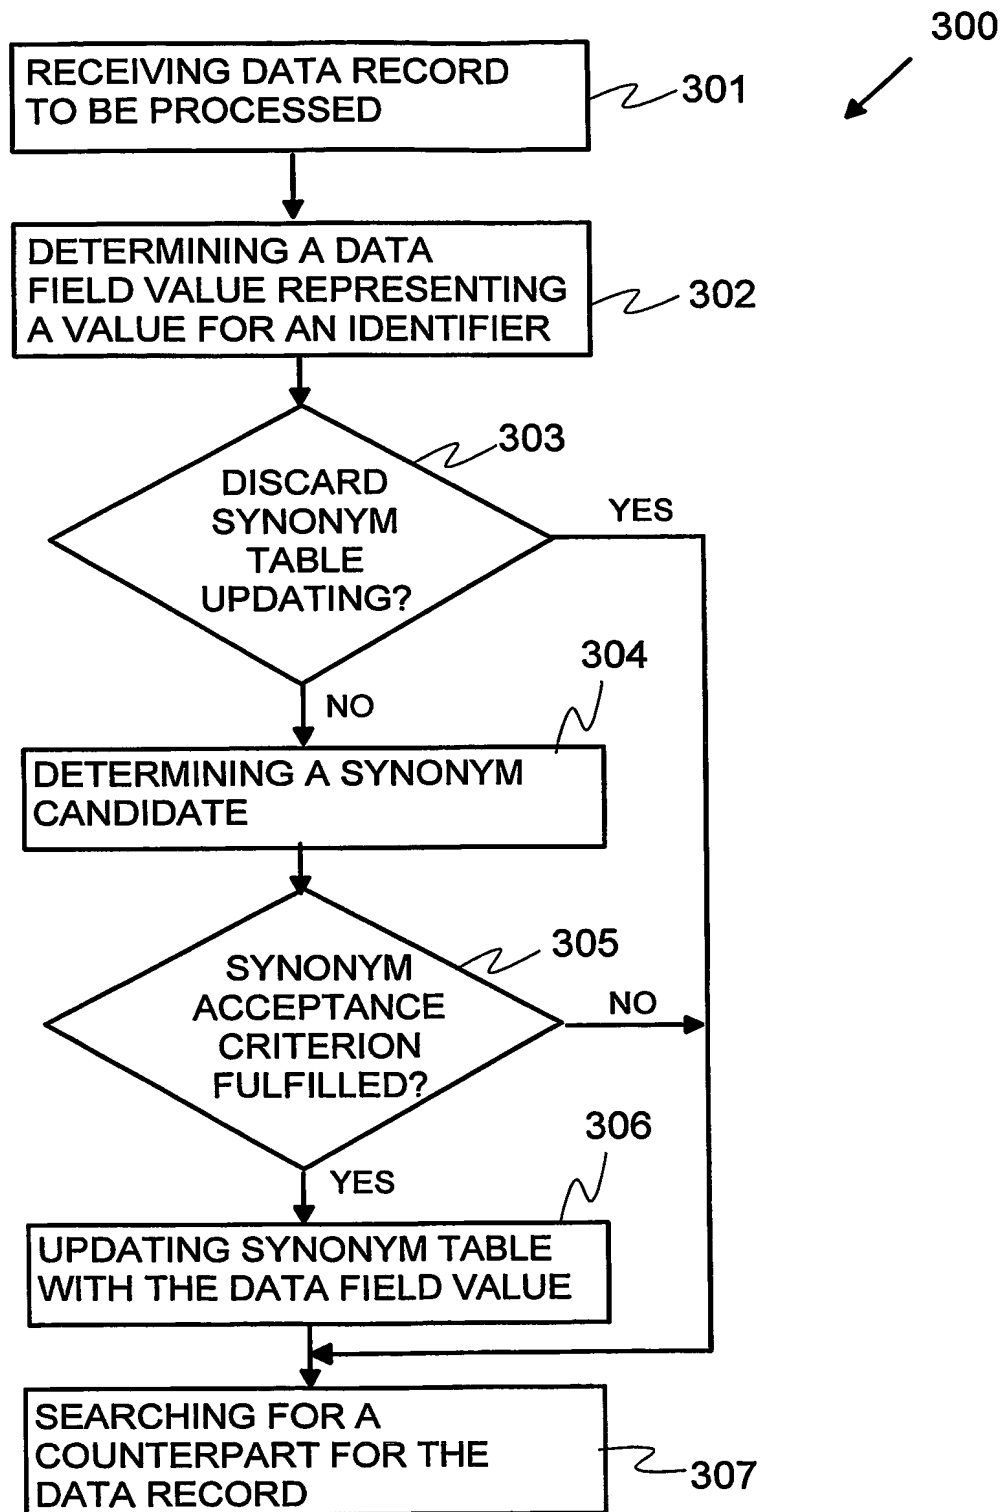 300
RECEIVING DATA RECORD
TO BE PROCESSED
301
DETERMINING A DATA
FIELD VALUE REPRESENTING
A VALUE FOR AN IDENTIFIER
302
303
DISCARD
SYNONYM
TABLE
UPDATING?
YES
NO
304
DETERMINING A SYNONYM
CANDIDATE
305
SYNONYM
ACCEPTANCE
CRITERION
FULFILLED?
NO
YES
306
UPDATING SYNONYM TABLE
WITH THE DATA FIELD VALUE
SEARCHING FOR A
COUNTERPART FOR THE
DATA RECORD
307